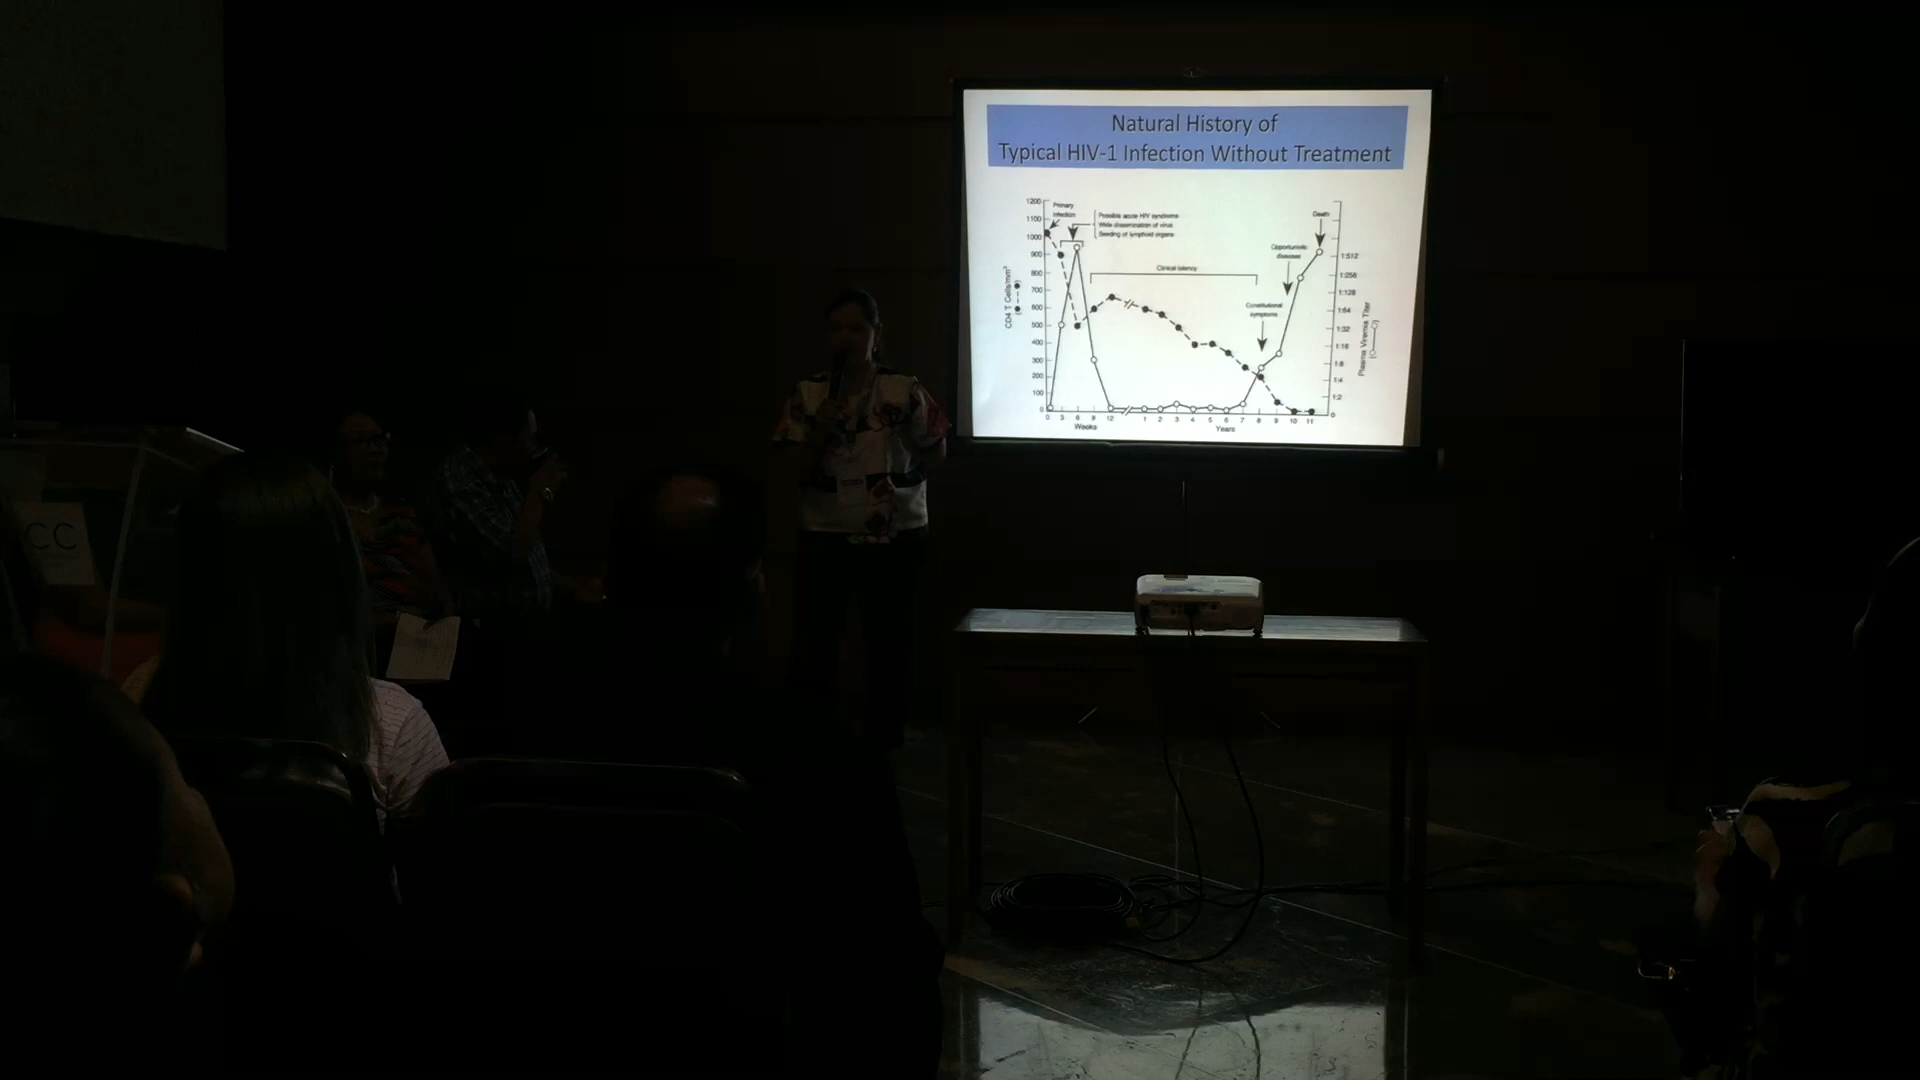 Natural History of
Typical HIV-1 Infection Without Treatment
Primary
Infection
Possible acute HIV syndrome
Wide dissemination of virus
Seeding of lymphoid organs
Clinical latency
Constitutional
symptoms
Opportunistic
diseases
Death
CD4 T Cells/mm³
1200
1100
1000
900
800
700
600
500
400
300
200
100
0
0 3 6 9 12 1 2 3 4 5 6 7 8 9 10 11
Weeks Years
1:512
1:256
1:128
1:64
1:32
1:16
1:8
1:4
1:2
0
Plasma Viremia Titer
CC